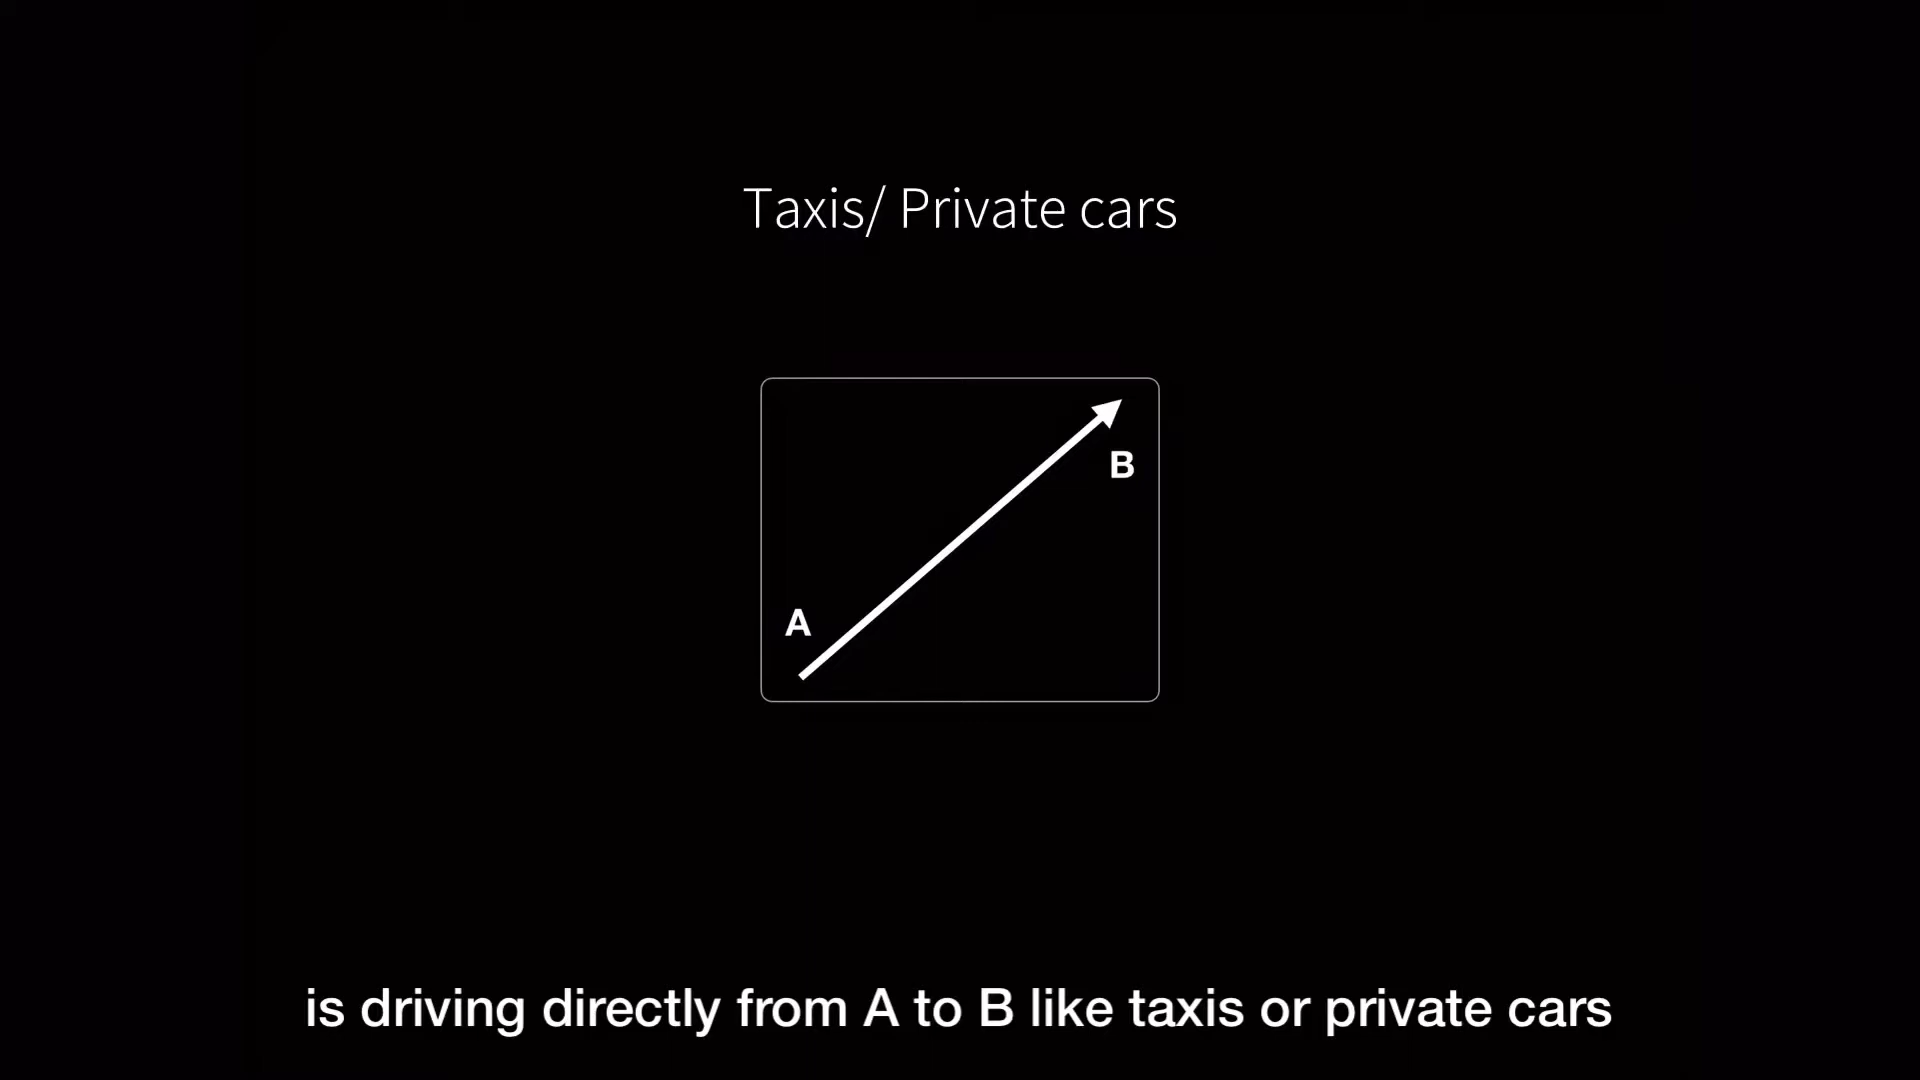 Taxis/ Private cars
B
A
is driving directly from A to B like taxis or private cars